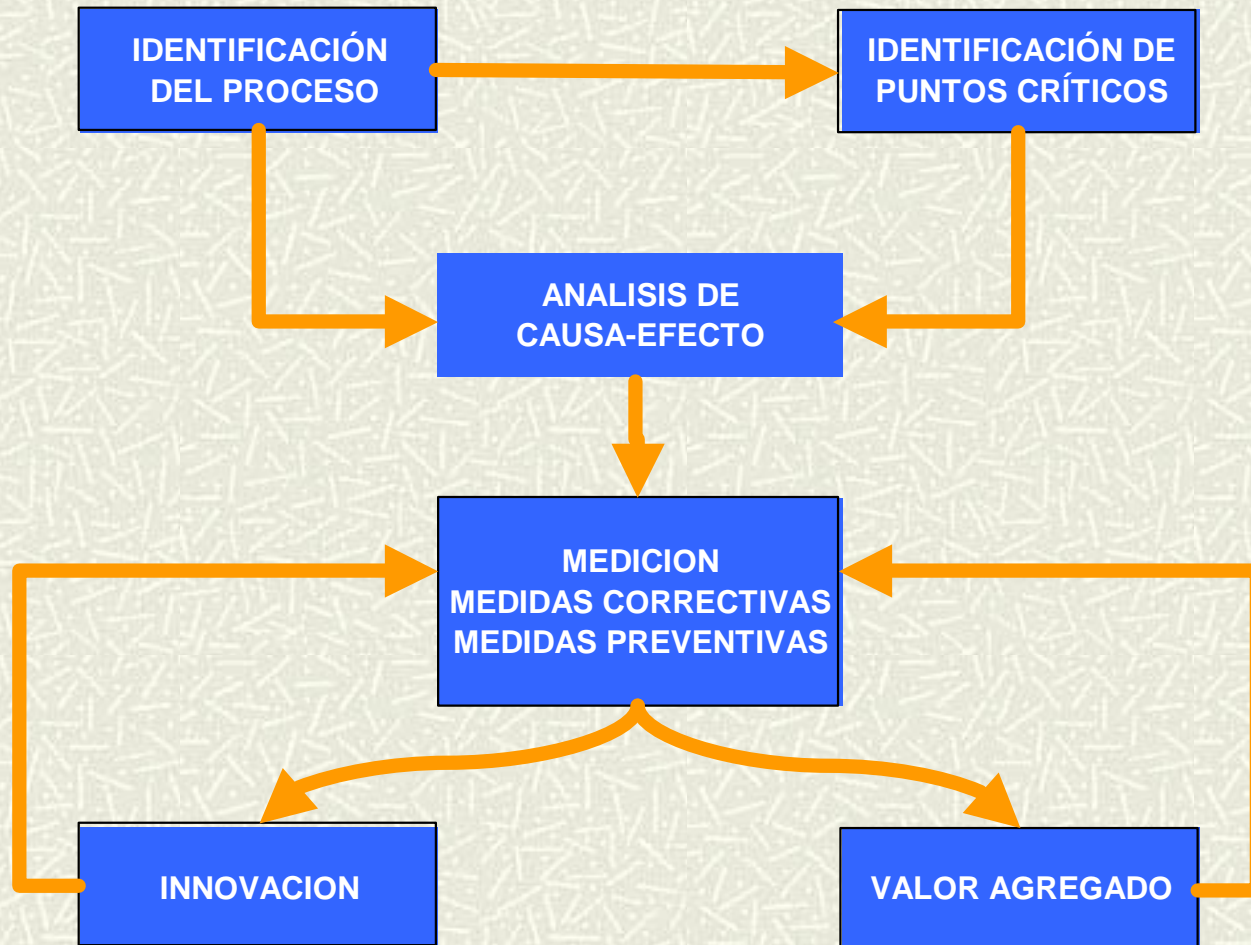 IDENTIFICACIÓN
DEL PROCESO
IDENTIFICACIÓN DE
PUNTOS CRÍTICOS
ANALISIS DE
CAUSA-EFECTO
MEDICION
MEDIDAS CORRECTIVAS
MEDIDAS PREVENTIVAS
INNOVACION
VALOR AGREGADO